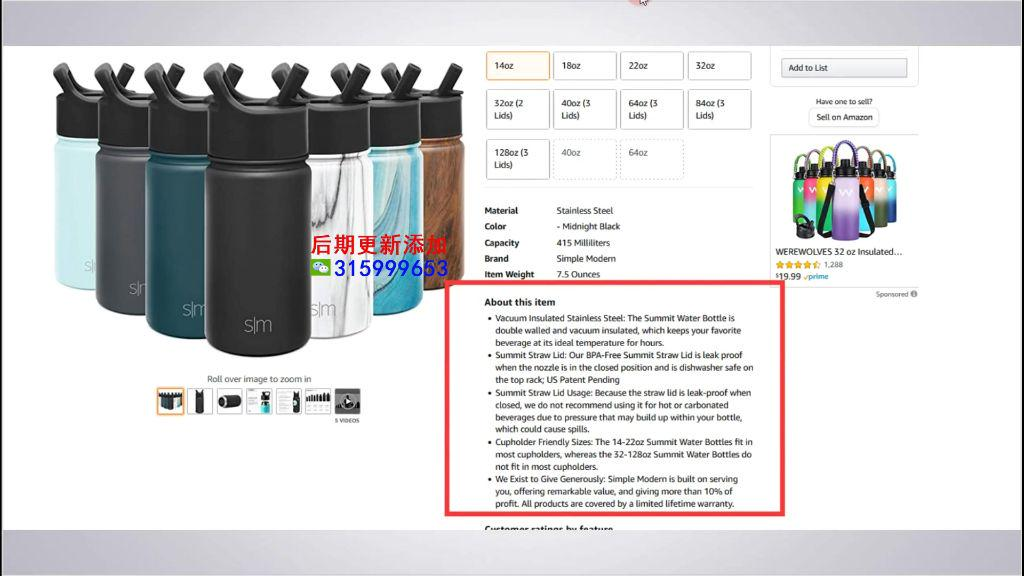 14oz
18oz
22oz
32oz
32oz (2
Lids)
40oz (3
Lids)
64oz (3
Lids)
84oz (3
Lids)
128oz (3
Lids)
40oz
64oz
Material Stainless Steel
Color - Midnight Black
Capacity 415 Milliliters
Brand Simple Modern
Item Weight 7.5 Ounces
About this item
• Vacuum Insulated Stainless Steel: The Summit Water Bottle is
double walled and vacuum insulated, which keeps your favorite
beverage at its ideal temperature for hours.
• Summit Straw Lid: Our BPA-Free Summit Straw Lid is leak proof
when the nozzle is in the closed position and is dishwasher safe on
the top rack; US Patent Pending
• Summit Straw Lid Usage: Because the straw lid is leak-proof when
closed, we do not recommend using it for hot or carbonated
beverages due to pressure that may build up within your bottle,
which could cause spills.
• Cupholder Friendly Sizes: The 14-22oz Summit Water Bottles fit in
most cupholders, whereas the 32-128oz Summit Water Bottles do
not fit in most cupholders.
• We Exist to Give Generously: Simple Modern is built on serving
you, offering remarkable value, and giving more than 10% of
profit. All products are covered by a limited lifetime warranty.
Customer ratings by feature
后期更新添加
315999653
s|m
s|m
s|m
s|m
s|m
Roll over image to zoom in
5 VIDEOS
Add to List
Have one to sell?
Sell on Amazon
WEREWOLVES 32 oz Insulated…
1,288
$19.99 prime
Sponsored